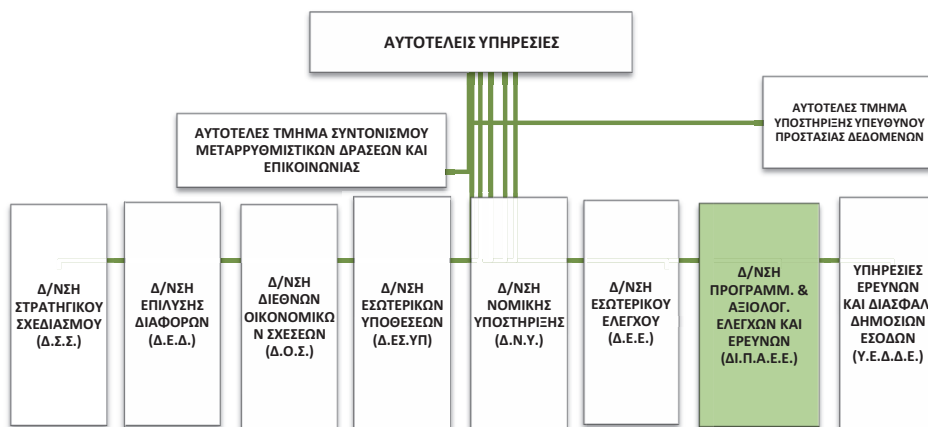 ΑΥΤΟΤΕΛΕΙΣ ΥΠΗΡΕΣΙΕΣ
ΑΥΤΟΤΕΛΕΣ ΤΜΗΜΑ
ΥΠΟΣΤΗΡΙΞΗΣ ΥΠΕΥΘΥΝΟΥ
ΠΡΟΣΤΑΣΙΑΣ ΔΕΔΟΜΕΝΩΝ
ΑΥΤΟΤΕΛΕΣ ΤΜΗΜΑ ΣΥΝΤΟΝΙΣΜΟΥ
ΜΕΤΑΡΡΥΘΜΙΣΤΙΚΩΝ ΔΡΑΣΕΩΝ ΚΑΙ
ΕΠΙΚΟΙΝΩΝΙΑΣ
Δ/ΝΣΗ
ΣΤΡΑΤΗΓΙΚΟΥ
ΣΧΕΔΙΑΣΜΟΥ
(Δ.Σ.Σ.)
Δ/ΝΣΗ
ΕΠΙΛΥΣΗΣ
ΔΙΑΦΟΡΩΝ
(Δ.Ε.Δ.)
Δ/ΝΣΗ
ΔΙΕΘΝΩΝ
ΟΙΚΟΝΟΜΙΚΩ
Ν ΣΧΕΣΕΩΝ
(Δ.Ο.Σ.)
Δ/ΝΣΗ
ΕΣΩΤΕΡΙΚΩΝ
ΥΠΟΘΕΣΕΩΝ
(Δ.ΕΣ.ΥΠ)
Δ/ΝΣΗ
ΝΟΜΙΚΗΣ
ΥΠΟΣΤΗΡΙΞΗΣ
(Δ.Ν.Υ.)
Δ/ΝΣΗ
ΕΣΩΤΕΡΙΚΟΥ
ΕΛΕΓΧΟΥ
(Δ.Ε.Ε.)
Δ/ΝΣΗ
ΠΡΟΓΡΑΜΜ. &
ΑΞΙΟΛΟΓ.
ΕΛΕΓΧΩΝ ΚΑΙ
ΕΡΕΥΝΩΝ
(ΔΙ.Π.Α.Ε.Ε.)
ΥΠΗΡΕΣΙΕΣ
ΕΡΕΥΝΩΝ
ΚΑΙ ΔΙΑΣΦΑΛ
ΔΗΜΟΣΙΩΝ
ΕΣΟΔΩΝ
(Υ.Ε.Δ.Δ.Ε.)